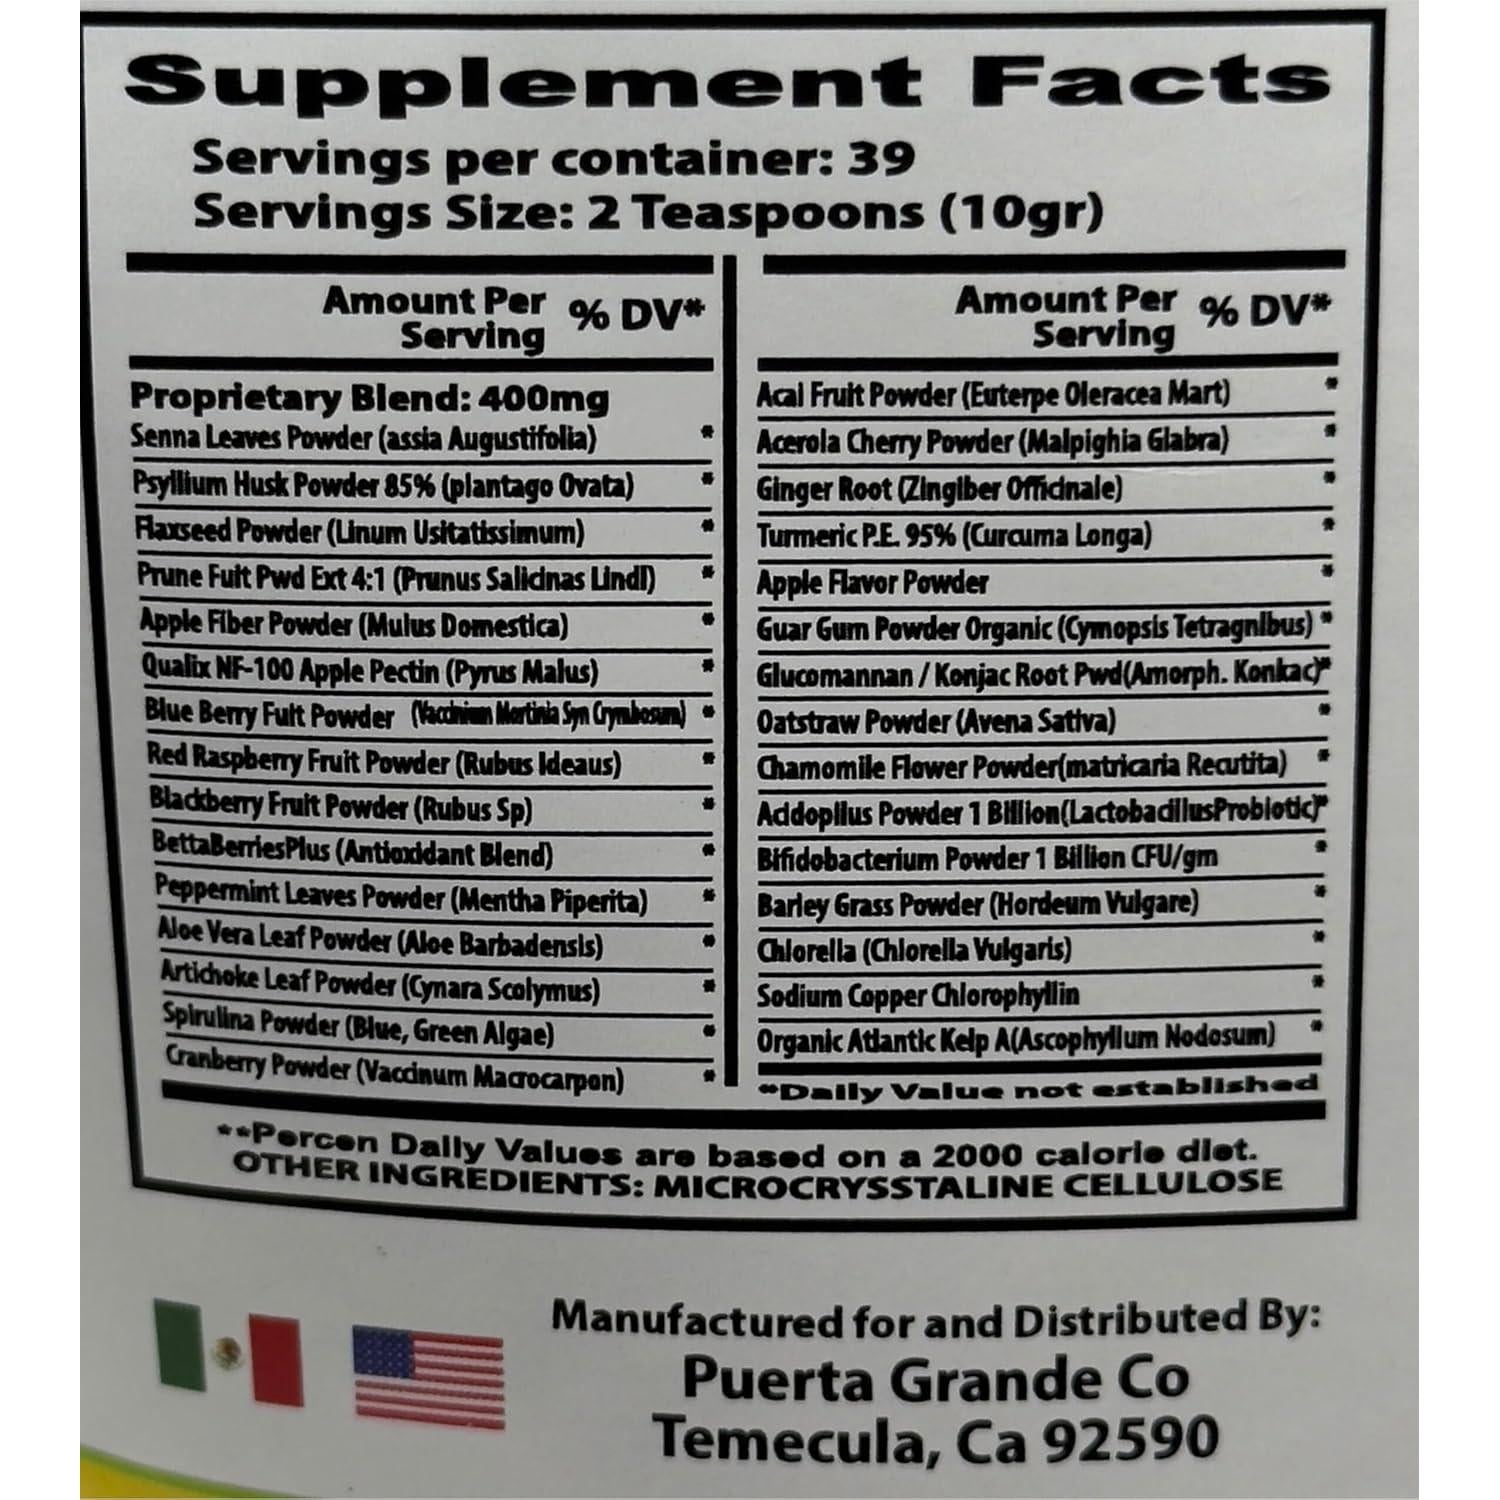 Supplement Facts
Servings per container: 39
Servings Size: 2 Teaspoons (10gr)
Amount Per Serving % DV*
Proprietary Blend: 400mg
Senna Leaves Powder (assia Augustifolia) *
Psyllium Husk Powder 85% (plantago Ovata) *
Flaxseed Powder (Linum Usitatissimum) *
Prune Fuit Pwd Ext 4:1 (Prunus Salicinas Lindl) *
Apple Fiber Powder (Mulus Domestica) *
Qualix NF-100 Apple Pectin (Pyrus Malus) *
Blue Berry Fuit Powder (Vaccinium Martinia Syn Crymbosum) *
Red Raspberry Fruit Powder (Rubus Ideaus) *
Blackberry Fruit Powder (Rubus Sp) *
BettaBerriesPlus (Antioxidant Blend) *
Peppermint Leaves Powder (Mentha Piperita) *
Aloe Vera Leaf Powder (Aloe Barbadensis) *
Artichoke Leaf Powder (Cynara Scolymus) *
Spirulina Powder (Blue, Green Algae) *
Cranberry Powder (Vaccinum Macrocarpon) *
Amount Per Serving % DV*
Acai Fruit Powder (Euterpe Oleracea Mart) *
Acerola Cherry Powder (Malpighia Glabra) *
Ginger Root (Zingiber Officinale) *
Turmeric P.E. 95% (Curcuma Longa) *
Apple Flavor Powder *
Guar Gum Powder Organic (Cymopsis Tetragnlbus) *
Glucomannan / Konjac Root Pwd(Amorph. Konkac)*
Oatstraw Powder (Avena Sativa) *
Chamomile Flower Powder(matricaria Recutita) *
Acidopilus Powder 1 Billion(LactobacillusProbiotic)*
Bifidobacterium Powder 1 Billion CFU/gm *
Barley Grass Powder (Hordeum Vulgare) *
Chlorella (Chlorella Vulgaris) *
Sodium Copper Chlorophyllin *
Organic Atlantic Kelp A(Ascophyllum Nodosum) *
*Daily Value not established
**Percen Daily Values are based on a 2000 calorie diet.
OTHER INGREDIENTS: MICROCRYSSTALINE CELLULOSE
Manufactured for and Distributed By:
Puerta Grande Co
Temecula, Ca 92590